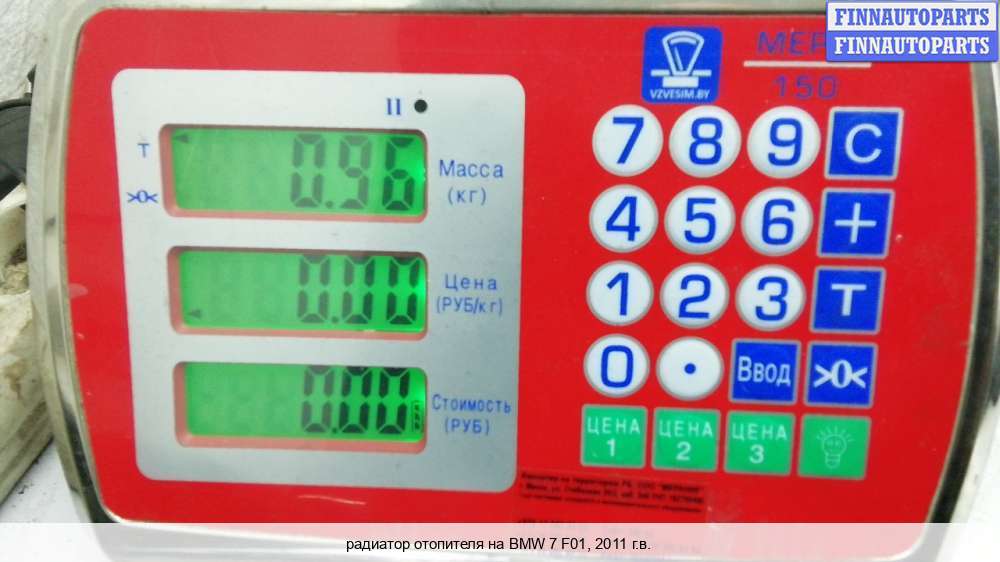 FINNAUTOPARTS
FINNAUTOPARTS
VZVESIM.BY
150
II
T
0.96
Масса
(кг)
>0<
0.00
Цена
(РУБ/кг)
0.00
Стоимость
(РУБ)
7 8 9 C
4 5 6 +
1 2 3 T
0 . Ввод >0<
ЦЕНА 1 ЦЕНА 2 ЦЕНА 3
радиатор отопителя на BMW 7 F01, 2011 г.в.